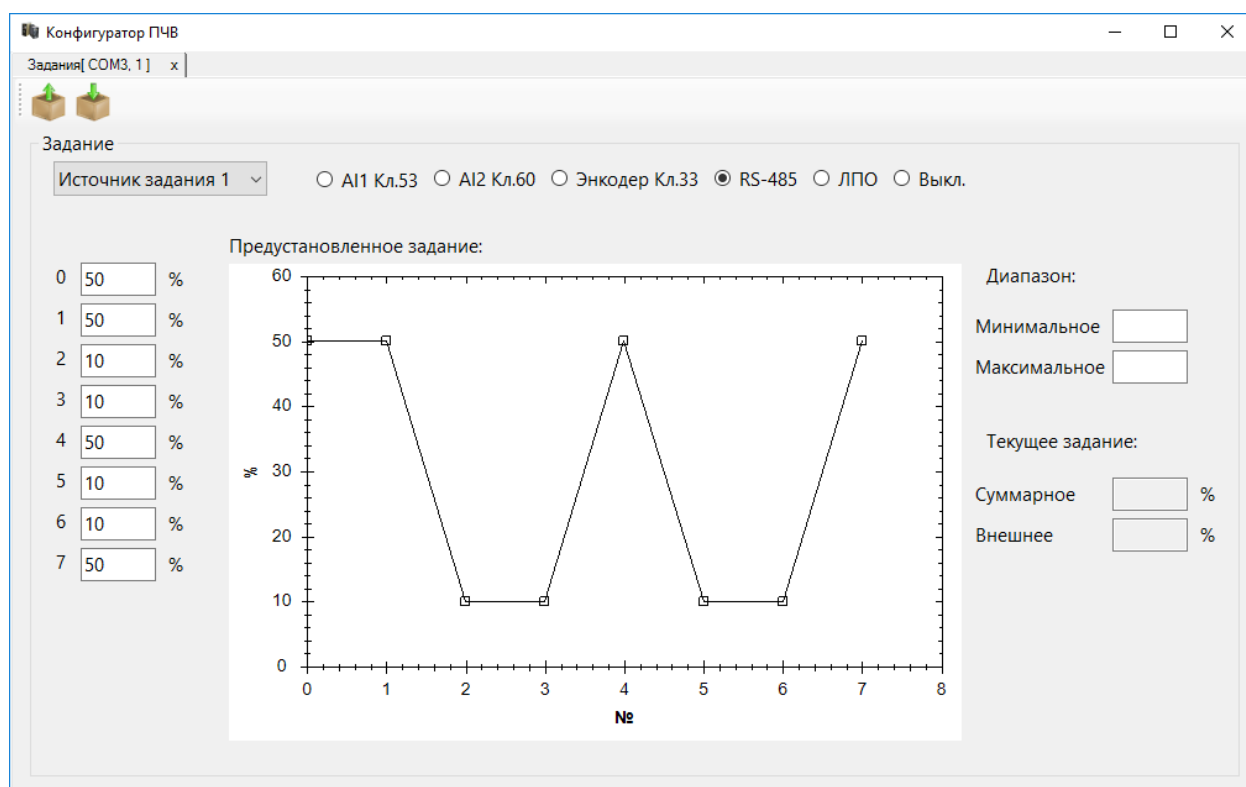 Конфигуратор ПЧВ
Задания[ COM3, 1 ] x
Задание
Источник задания 1 AI1 Кл.53 AI2 Кл.60 Энкодер Кл.33 RS-485 ЛПО Выкл.
Предустановленное задание:
0 50 %
1 50 %
2 10 %
3 10 %
4 50 %
5 10 %
6 10 %
7 50 %
60
50
40
30
20
10
0
%
0 1 2 3 4 5 6 7 8
№
Диапазон:
Минимальное
Максимальное
Текущее задание:
Суммарное %
Внешнее %